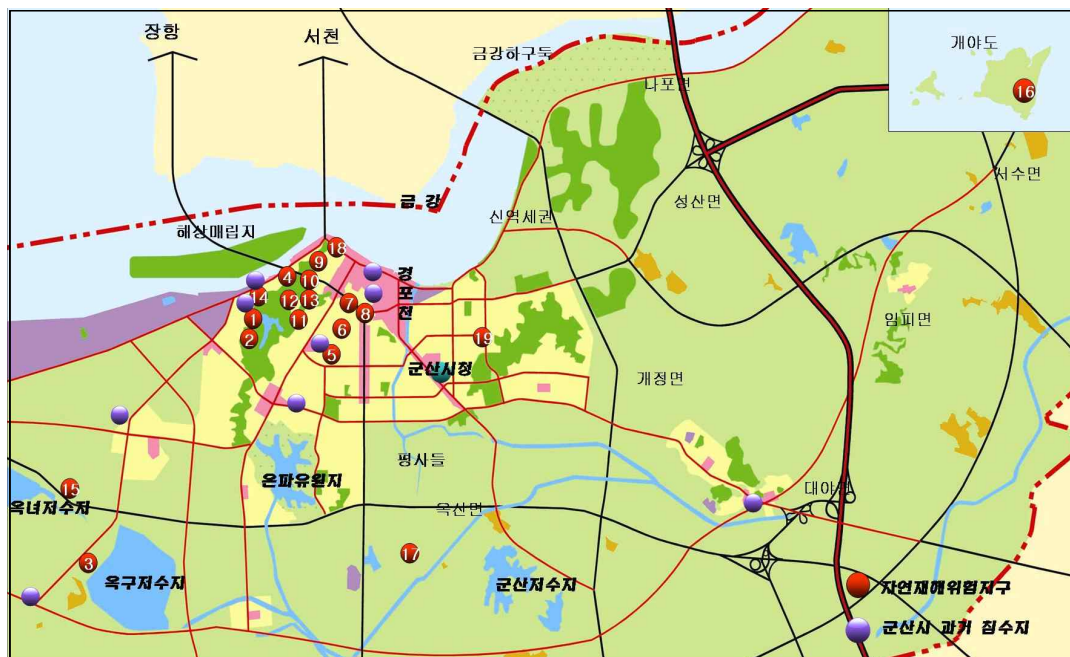 장항
서천
금강하구둑
개야도
16
나포면
서수면
성산면
금 강
신역세권
해상매립지
18
9
경
포
천
4
10
14
12
13
7
8
1
11
6
2
5
19
임피면
군산시청
개정면
평사들
은파유원지
15
옥녀저수지
대야면
옥산면
17
3
옥구저수지
군산저수지
자연재해위험지구
군산시 과거 침수지